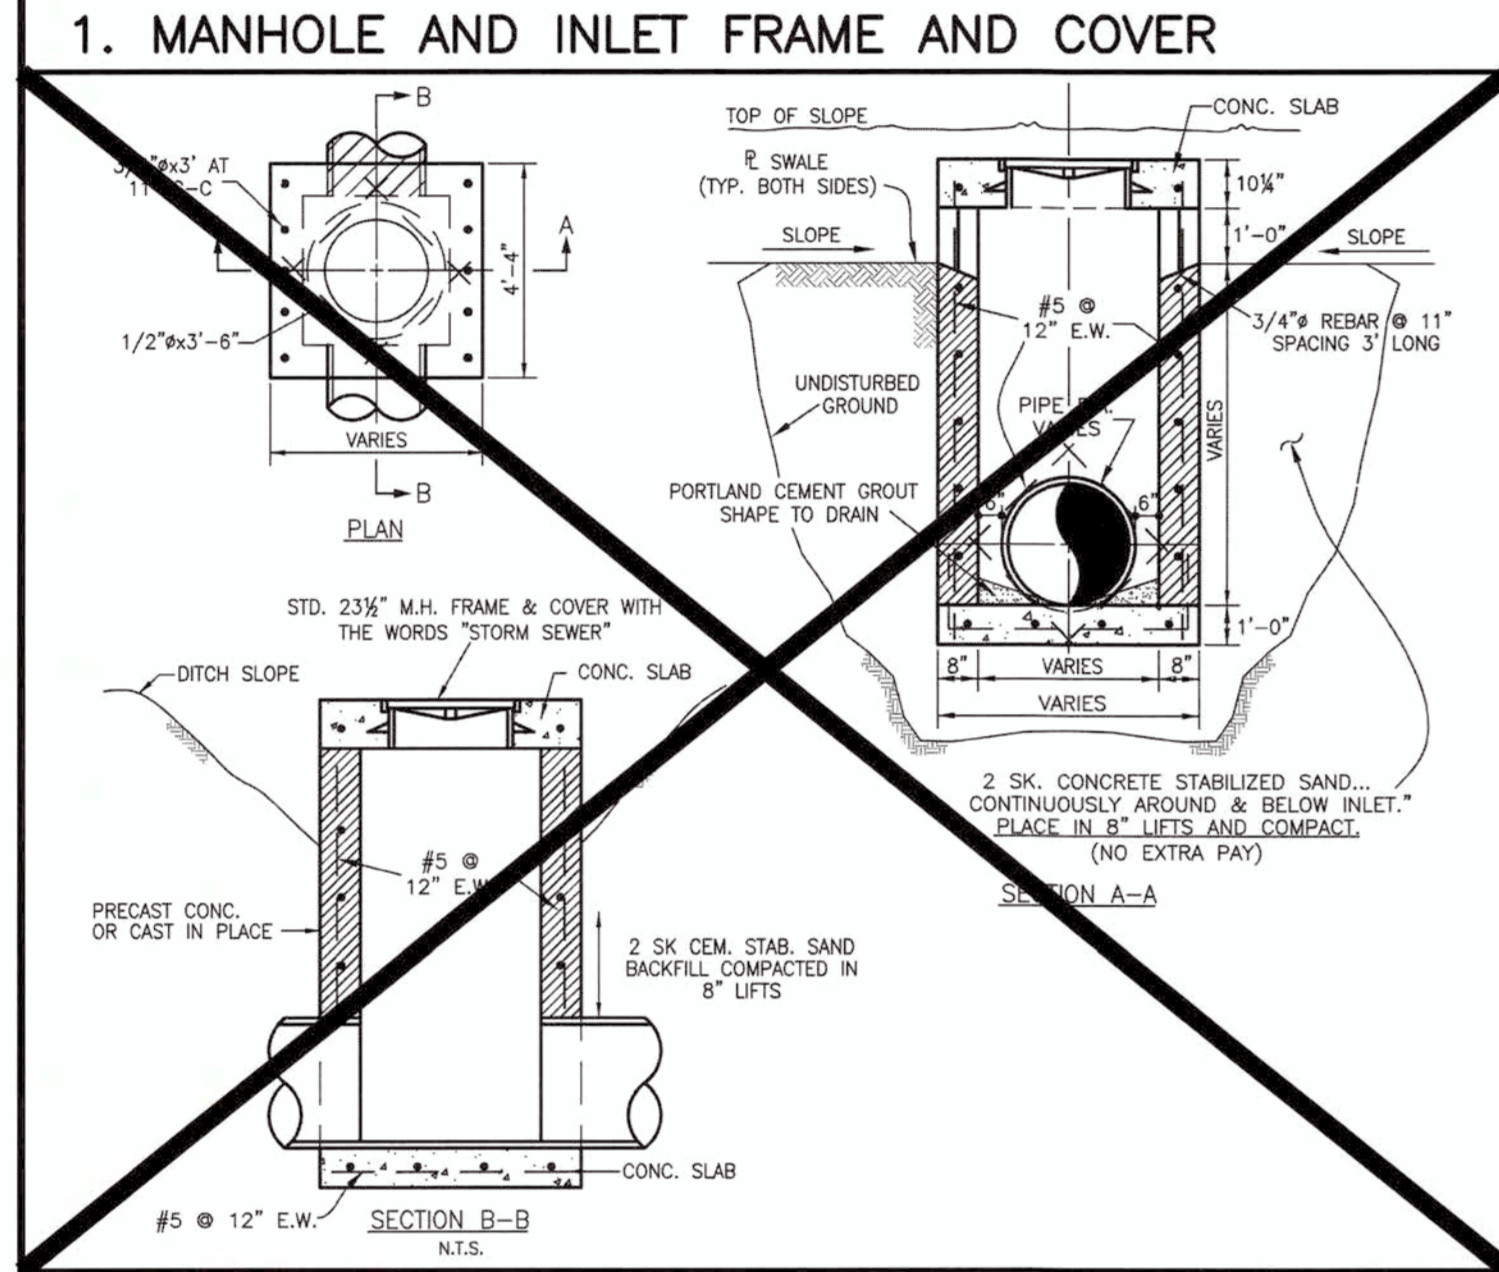 1. MANHOLE AND INLET FRAME AND COVER
B
AT
A
4'-4"
1/2"øx3'-6"
VARIES
B
PLAN
TOP OF SLOPE
CONC. SLAB
℄ SWALE
(TYP. BOTH SIDES)
10¼"
1'-0"
SLOPE
SLOPE
#5 @
12" E.W.
3/4"ø REBAR @ 11"
SPACING 3' LONG
UNDISTURBED
GROUND
PIPE
VARIES
PORTLAND CEMENT GROUT
SHAPE TO DRAIN
6"
6"
1'-0"
8"
VARIES
8"
VARIES
2 SK. CONCRETE STABILIZED SAND...
CONTINUOUSLY AROUND & BELOW INLET."
PLACE IN 8" LIFTS AND COMPACT.
(NO EXTRA PAY)
SECTION A-A
STD. 23½" M.H. FRAME & COVER WITH
THE WORDS "STORM SEWER"
DITCH SLOPE
CONC. SLAB
#5 @
12" E.W.
PRECAST CONC.
OR CAST IN PLACE
2 SK CEM. STAB. SAND
BACKFILL COMPACTED IN
8" LIFTS
CONC. SLAB
#5 @ 12" E.W.
SECTION B-B
N.T.S.